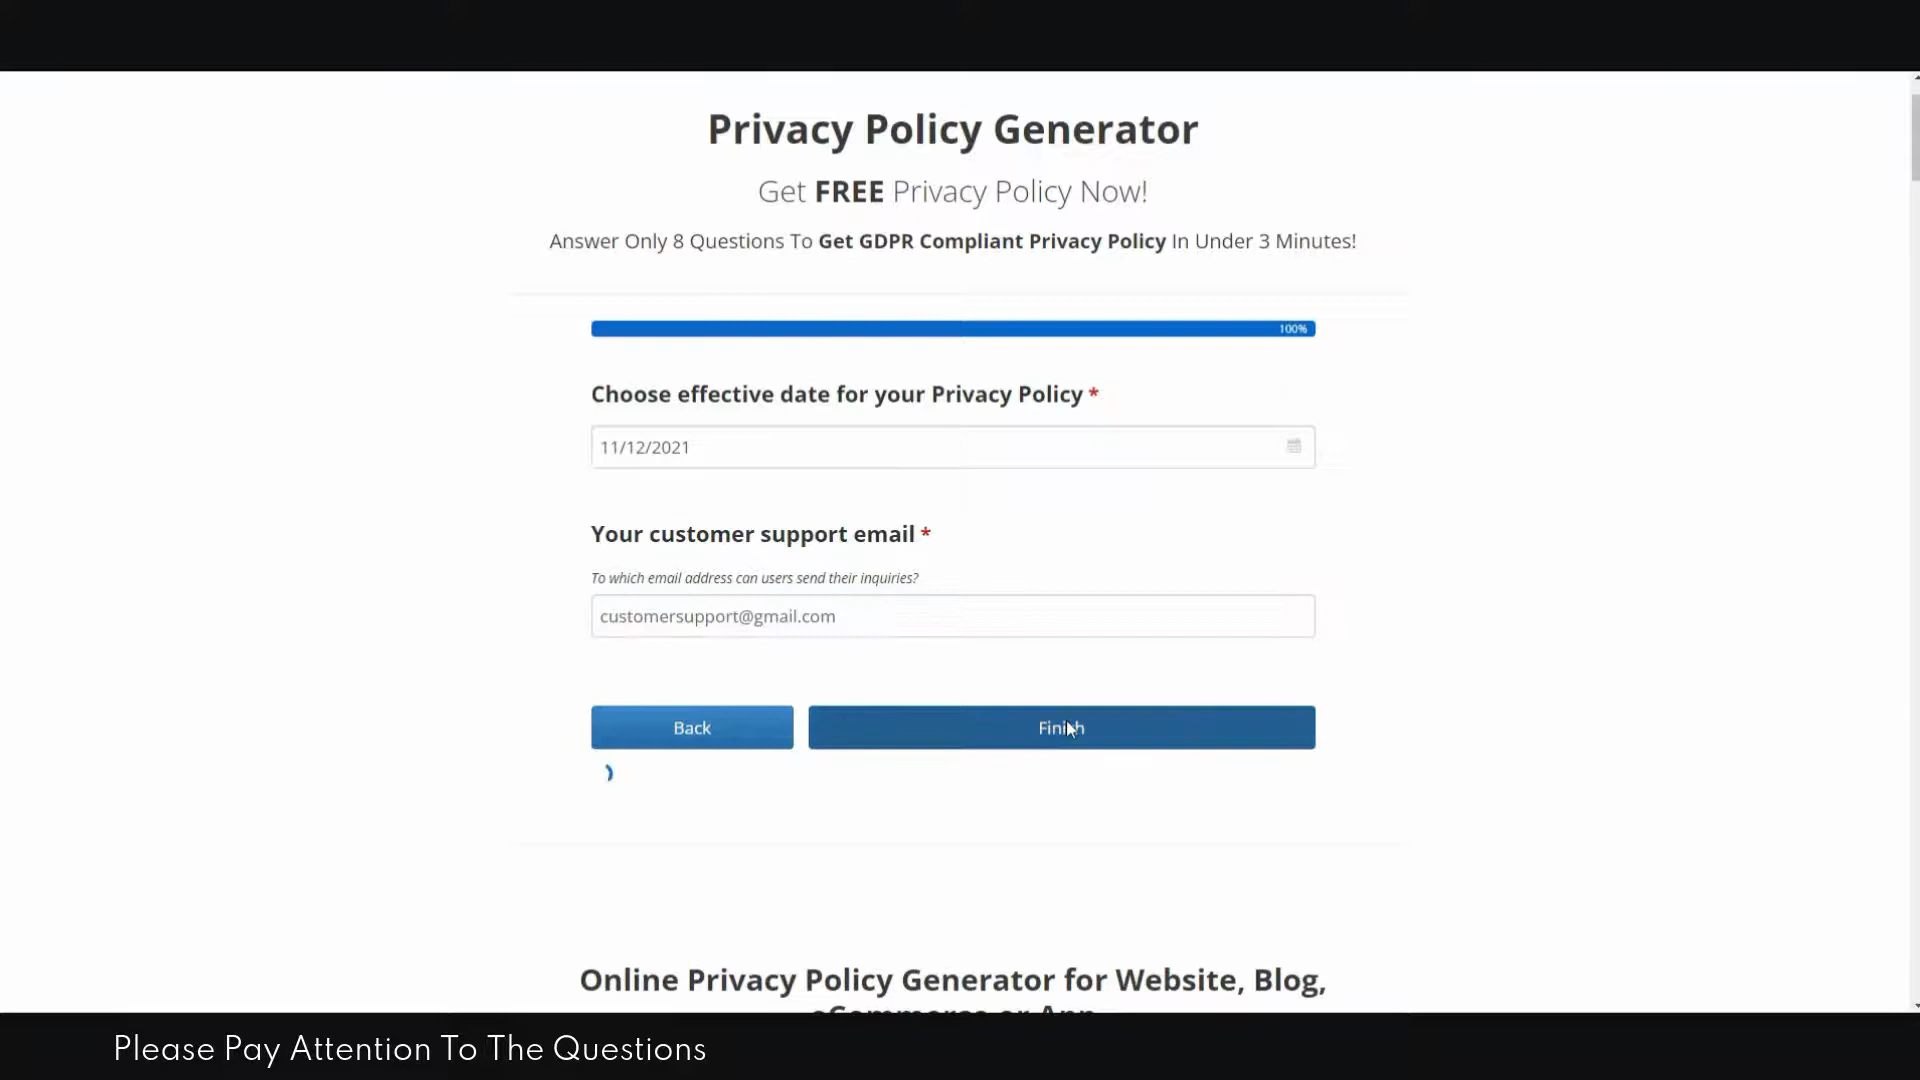 Privacy Policy Generator
Get FREE Privacy Policy Now!
Answer Only 8 Questions To Get GDPR Compliant Privacy Policy In Under 3 Minutes!
100%
Choose effective date for your Privacy Policy *
11/12/2021
Your customer support email *
To which email address can users send their inquiries?
customersupport@gmail.com
Back Finish
Online Privacy Policy Generator for Website, Blog,
eCommerce or App
Please Pay Attention To The Questions